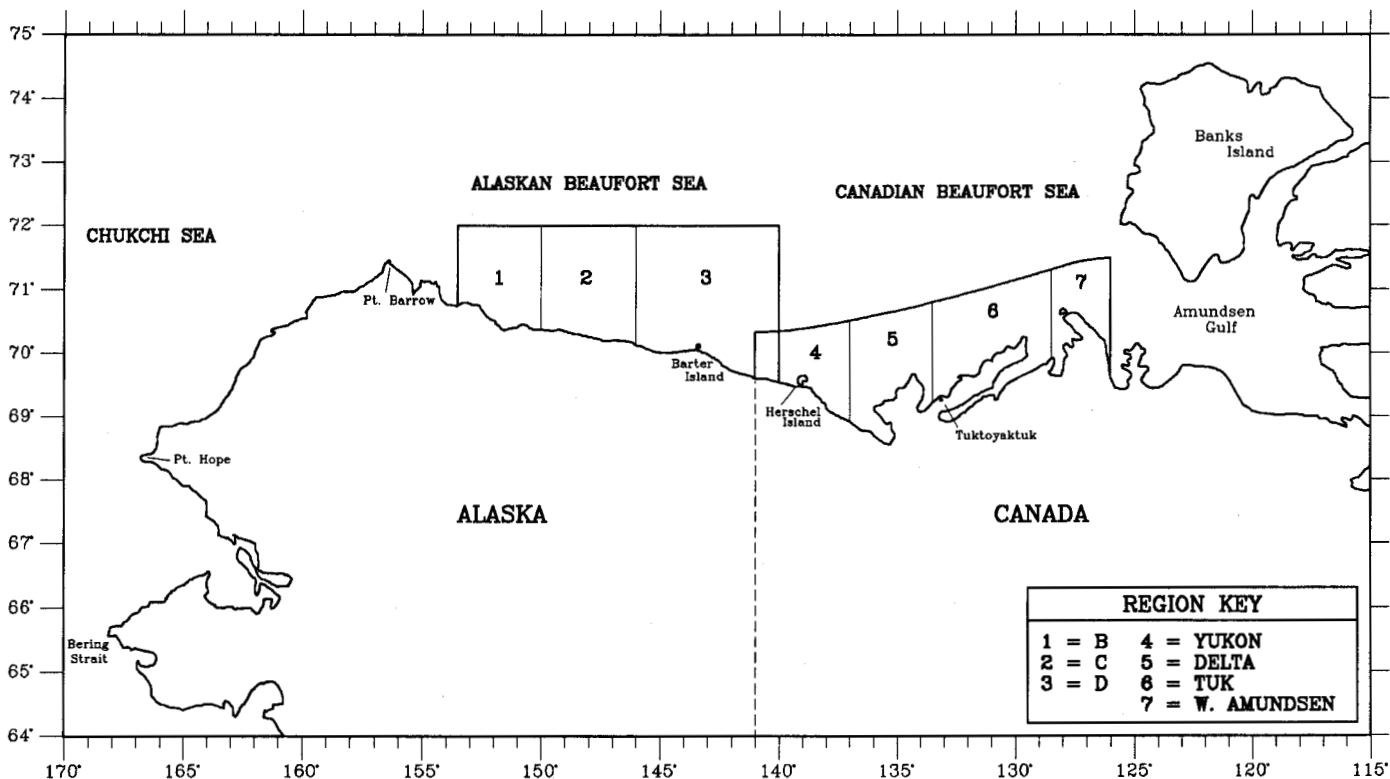 75°
74°
73°
72°
71°
70°
69°
68°
67°
66°
65°
64°
170°
165°
160°
155°
150°
145°
140°
135°
130°
125°
120°
115°
Banks
Island
ALASKAN BEAUFORT SEA
CANADIAN BEAUFORT SEA
CHUKCHI SEA
1
2
3
4
5
6
7
Pt. Barrow
Amundsen
Gulf
Barter
Island
Herschel
Island
Tuktoyaktuk
Pt. Hope
ALASKA
CANADA
Bering
Strait
REGION KEY
1 = B 4 = YUKON
2 = C 5 = DELTA
3 = D 6 = TUK
7 = W. AMUNDSEN